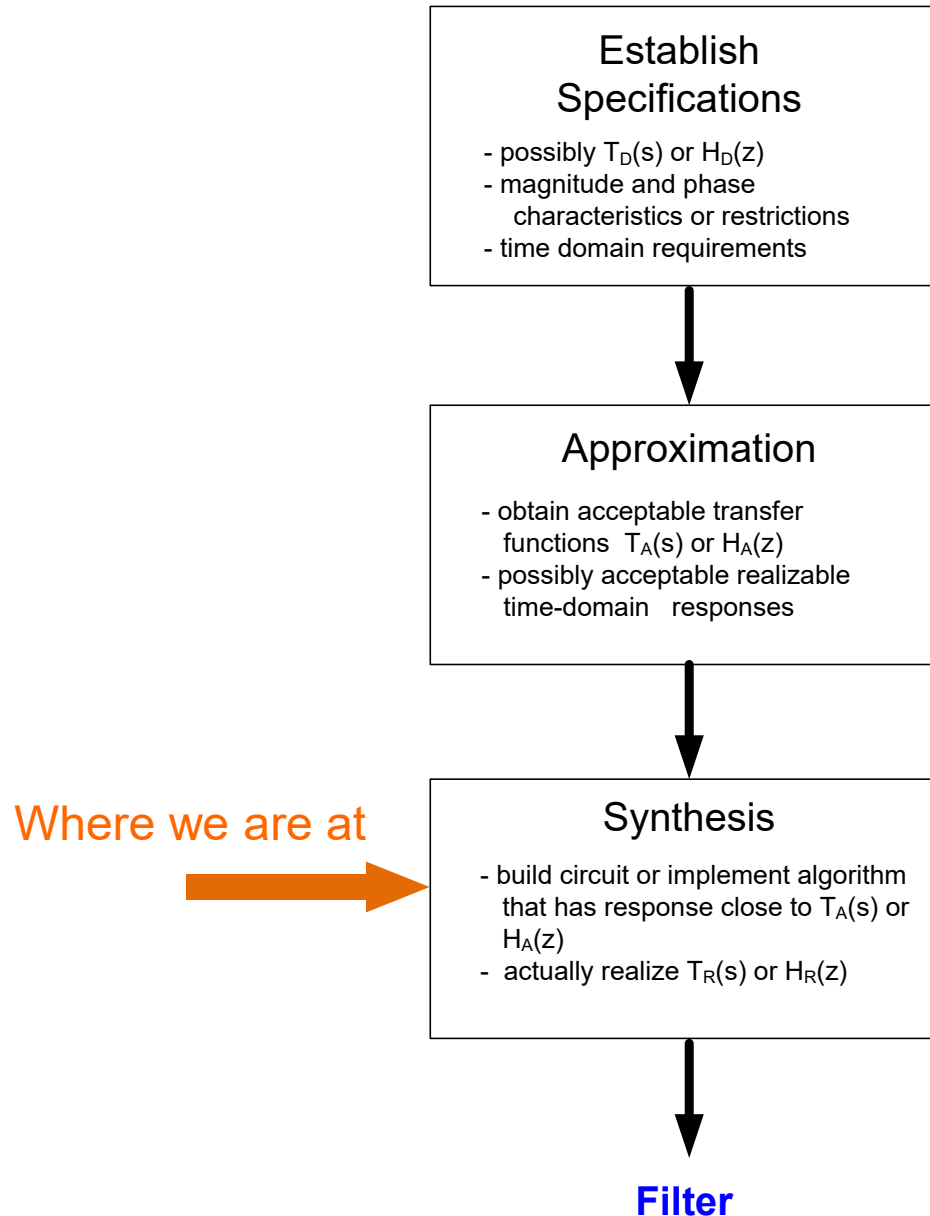 Establish
Specifications
- possibly T_D(s) or H_D(z)
- magnitude and phase
characteristics or restrictions
- time domain requirements
Approximation
- obtain acceptable transfer
functions T_A(s) or H_A(z)
- possibly acceptable realizable
time-domain responses
Where we are at
Synthesis
- build circuit or implement algorithm
that has response close to T_A(s) or
H_A(z)
- actually realize T_R(s) or H_R(z)
Filter